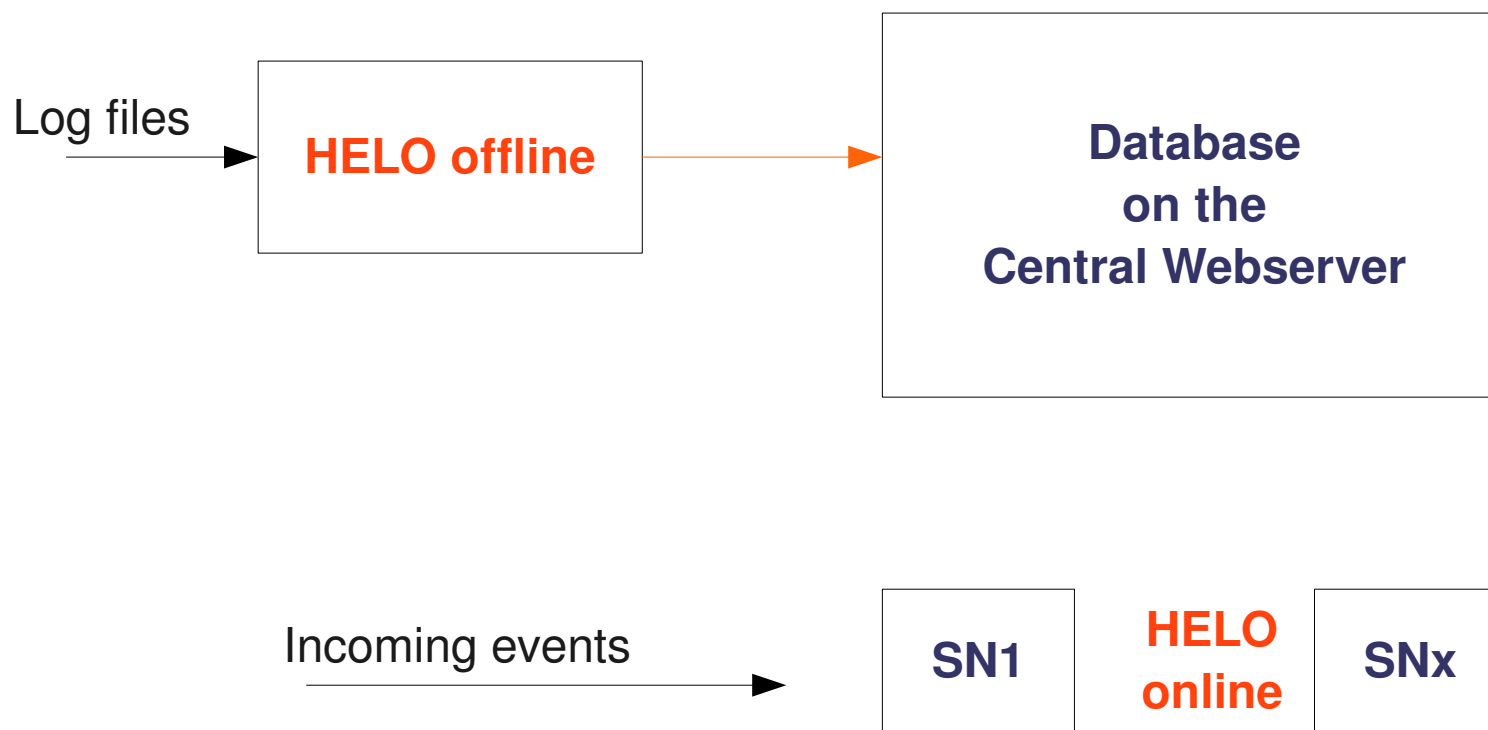 Log files
HELO offline
Database
on the
Central Webserver
Incoming events
SN1
HELO
online
SNx